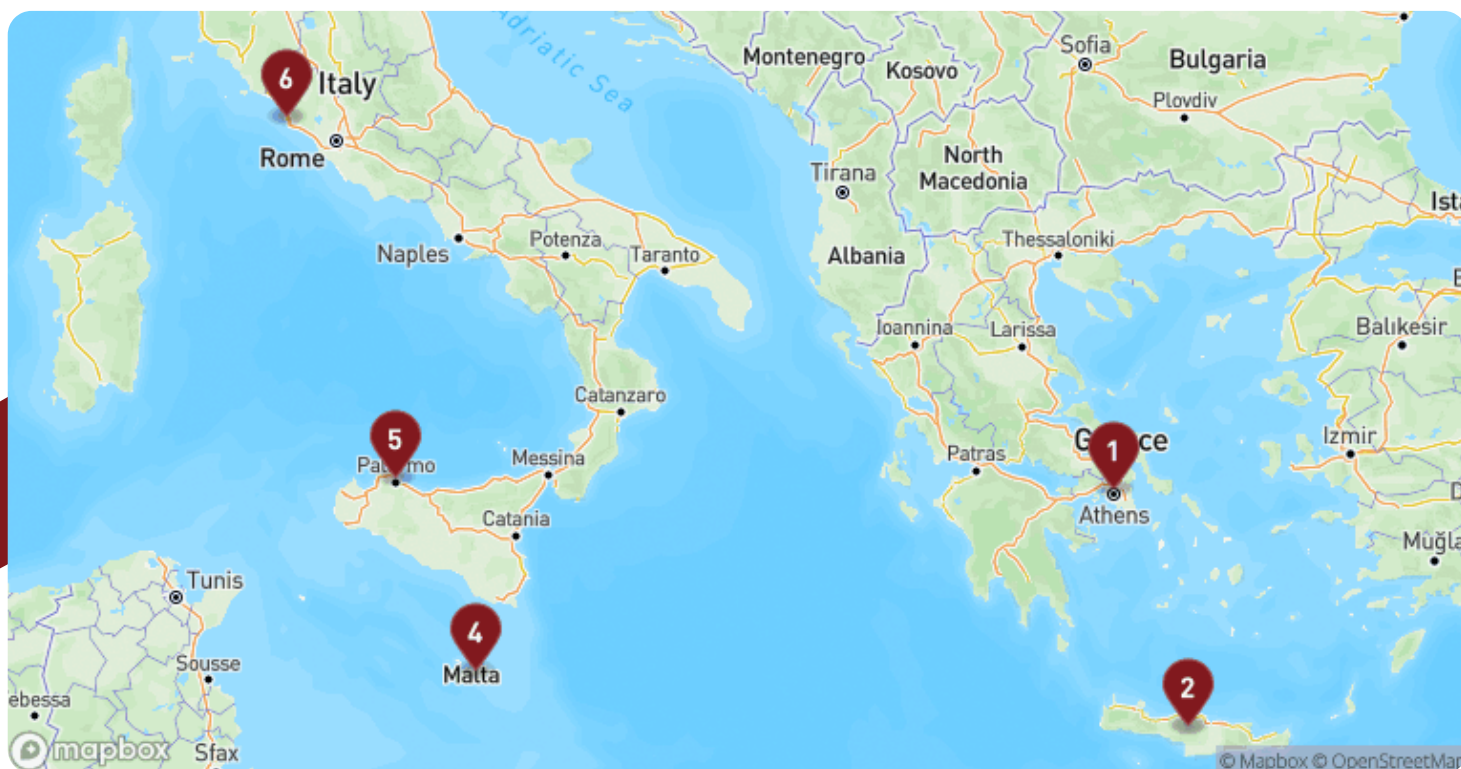 Adriatic Sea
Montenegro
Kosovo
Sofia
Bulgaria
Plovdiv
6
Italy
Rome
Tirana
North
Macedonia
Naples
Potenza
Taranto
Albania
Thessaloniki
Ioannina
Larissa
Balıkesir
Catanzaro
5
Palermo
Messina
Patras
1
Greece
Athens
Izmir
Catania
Tunis
4
Malta
Sousse
2
Sfax
mapbox
© Mapbox © OpenStreetMap